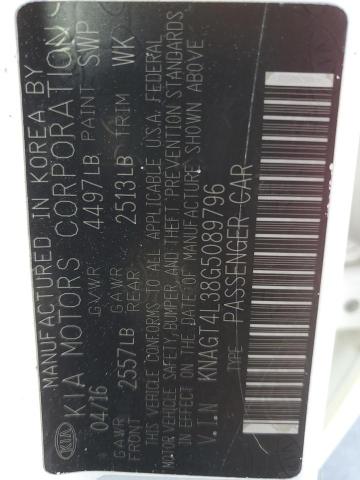 MANUFACTURED IN KOREA BY
KIA MOTORS CORPORATION
KIA
04/16 GVWR 4497LB PAINT SWP
GAWR FRONT 2557LB GAWR REAR 2513LB TRIM WK
THIS VEHICLE CONFORMS TO ALL APPLICABLE U.S.A. FEDERAL
MOTOR VEHICLE SAFETY, BUMPER, AND THEFT PREVENTION STANDARDS
IN EFFECT ON THE DATE OF MANUFACTURE SHOWN ABOVE
V.I.N KNAGT4L38G5089796
TYPE PASSENGER CAR